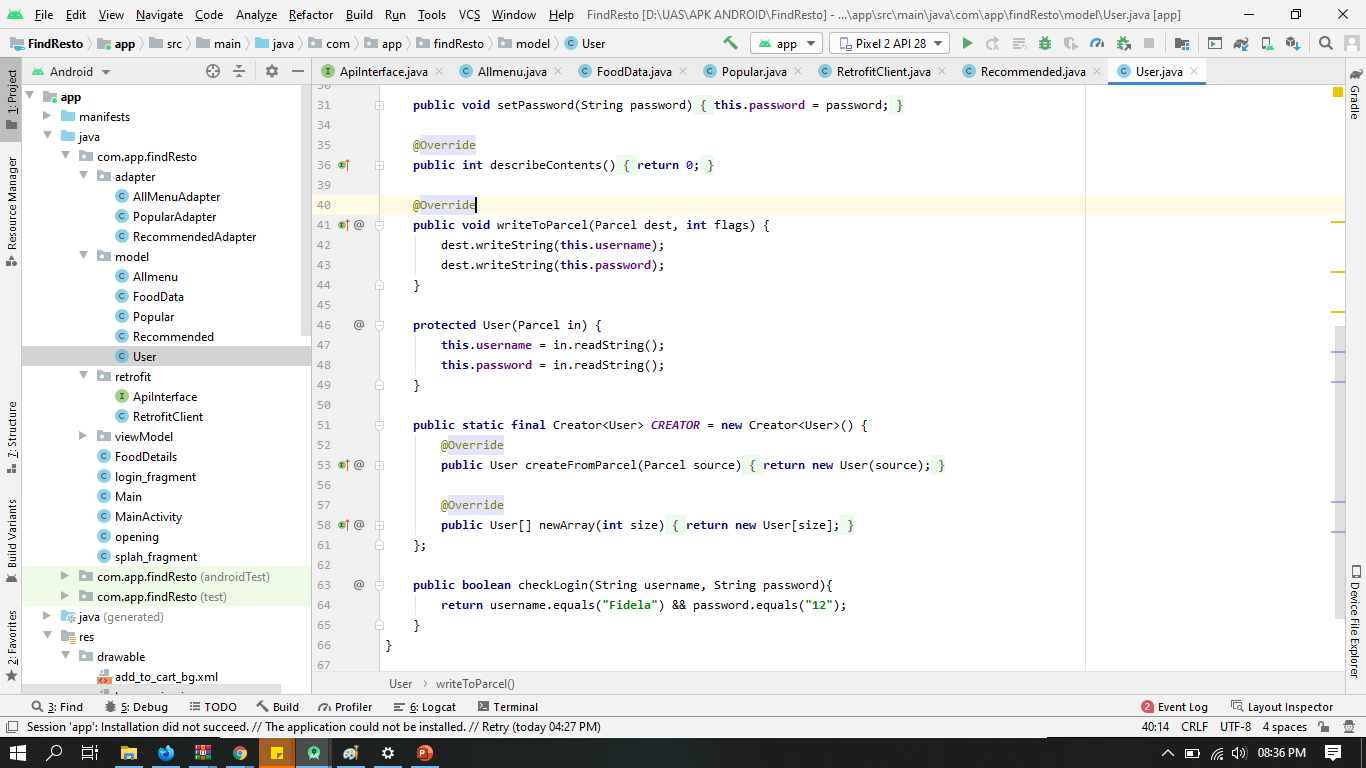 File Edit View Navigate Code Analyze Refactor Build Run Tools VCS Window Help FindResto [D:\UAS\APK ANDROID\FindResto] - ...\app\src\main\java\com\app\findResto\model\User.java [app]
FindResto app src main java com app findResto model User app Pixel 2 API 28
Android ApiInterface.java Allmenu.java FoodData.java Popular.java RetrofitClient.java Recommended.java User.java
1: Project
Resource Manager
7: Structure
Build Variants
2: Favorites
app
manifests
java
com.app.findResto
adapter
AllMenuAdapter
PopularAdapter
RecommendedAdapter
model
Allmenu
FoodData
Popular
Recommended
User
retrofit
ApiInterface
RetrofitClient
viewModel
FoodDetails
login_fragment
Main
MainActivity
opening
splah_fragment
com.app.findResto (androidTest)
com.app.findResto (test)
java (generated)
res
drawable
add_to_cart_bg.xml
30
31 public void setPassword(String password) { this.password = password; }
34
35 @Override
36 public int describeContents() { return 0; }
39
40 @Override
41 @ public void writeToParcel(Parcel dest, int flags) {
42 dest.writeString(this.username);
43 dest.writeString(this.password);
44 }
45
46 @ protected User(Parcel in) {
47 this.username = in.readString();
48 this.password = in.readString();
49 }
50
51 public static final Creator<User> CREATOR = new Creator<User>() {
52 @Override
53 @ public User createFromParcel(Parcel source) { return new User(source); }
56
57 @Override
58 @ public User[] newArray(int size) { return new User[size]; }
61 };
62
63 @ public boolean checkLogin(String username, String password){
64 return username.equals("Fidela") && password.equals("12");
65 }
66 }
67
User › writeToParcel()
Gradle
Device File Explorer
3: Find 5: Debug TODO Build Profiler 6: Logcat Terminal 2 Event Log Layout Inspector
Session 'app': Installation did not succeed. // The application could not be installed. // Retry (today 04:27 PM) 40:14 CRLF UTF-8 4 spaces
08:36 PM